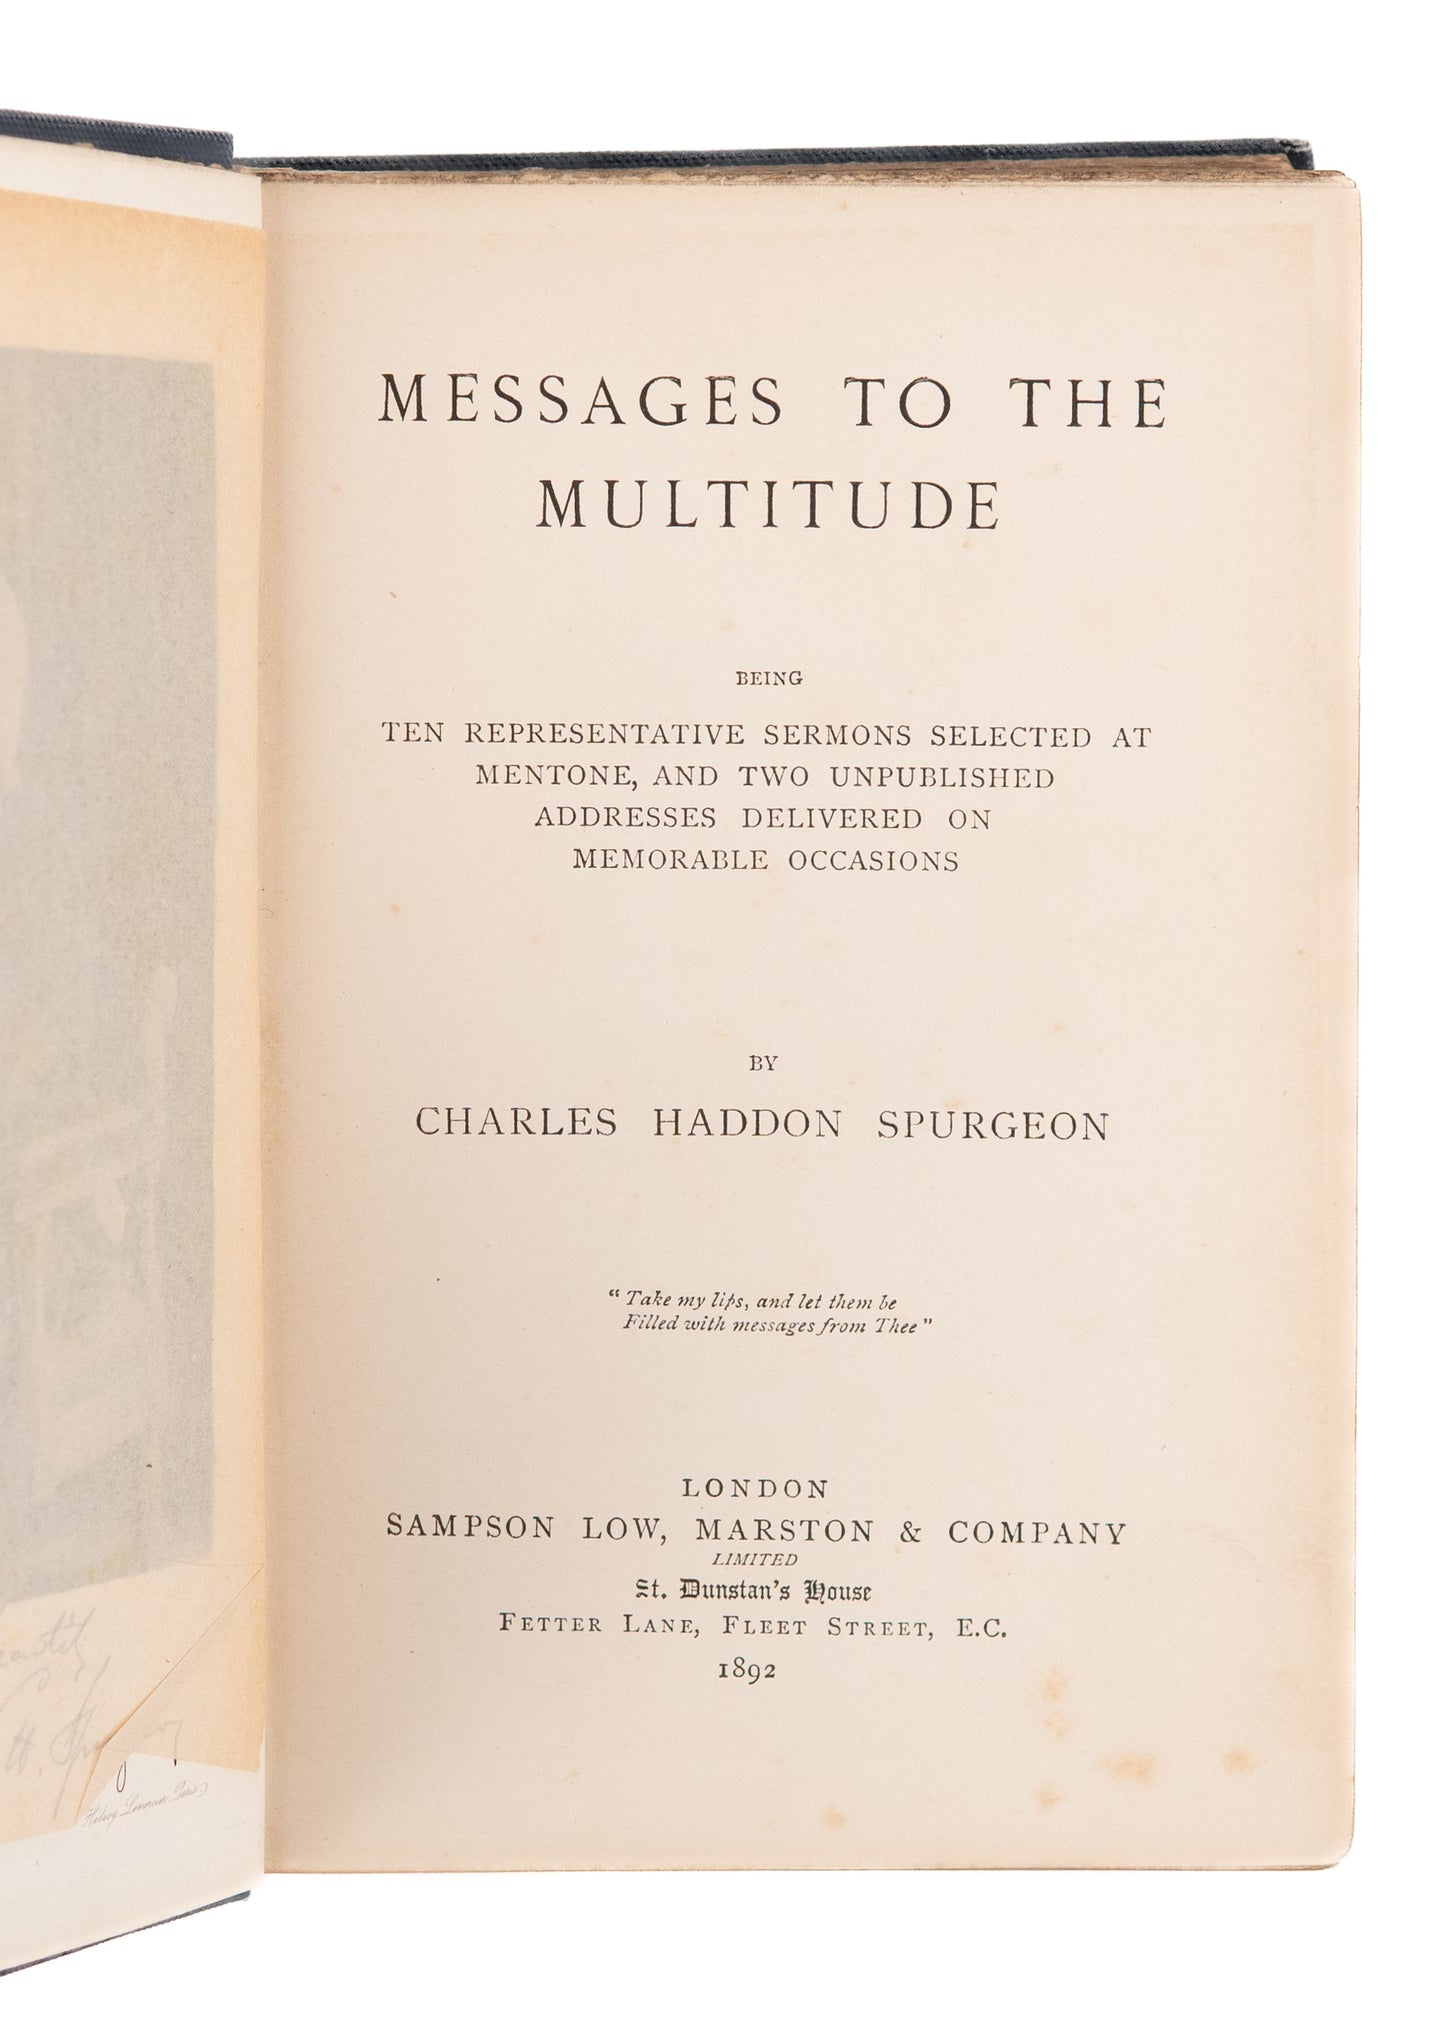 MESSAGES TO THE
MULTITUDE
BEING
TEN REPRESENTATIVE SERMONS SELECTED AT
MENTONE, AND TWO UNPUBLISHED
ADDRESSES DELIVERED ON
MEMORABLE OCCASIONS
BY
CHARLES HADDON SPURGEON
“Take my lips, and let them be
Filled with messages from Thee”
LONDON
SAMPSON LOW, MARSTON & COMPANY
LIMITED
St. Dunstan's House
FETTER LANE, FLEET STREET, E.C.
1892
Paris)